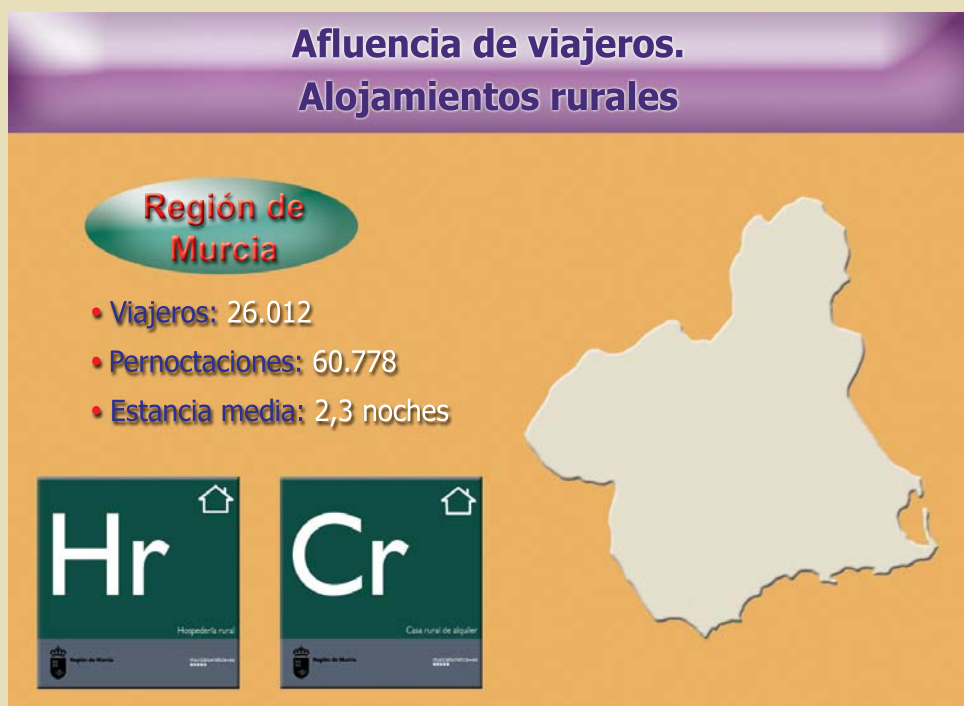 Afluencia de viajeros.
Alojamientos rurales
Región de
Murcia
• Viajeros: 26.012
• Pernoctaciones: 60.778
• Estancia media: 2,3 noches
Hr
Hospedería rural
Región de Murcia
Cr
Casa rural de alquiler
Región de Murcia